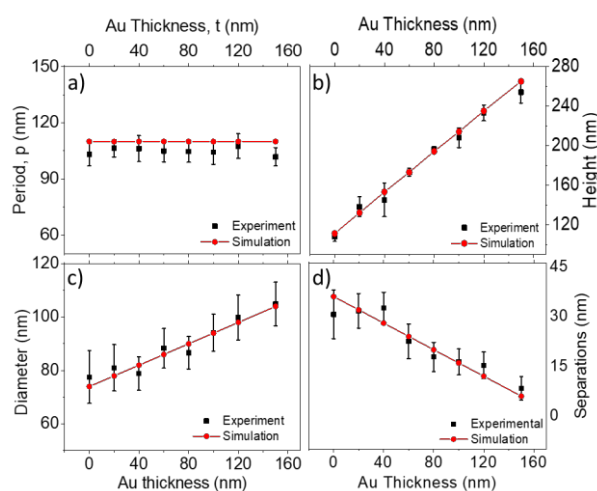 Au Thickness, t (nm)
0 40 80 120 160
Au Thickness (nm)
0 40 80 120 160
a)
Period, p (nm)
150
120
90
60
Experiment
Simulation
b)
Height (nm)
280
240
200
160
120
Experiment
Simulation
c)
Diameter (nm)
120
100
80
60
Experiment
Simulation
0 40 80 120 160
Au thickness (nm)
d)
Separations (nm)
45
30
15
0
Experimental
Simulation
0 40 80 120 160
Au Thickness (nm)